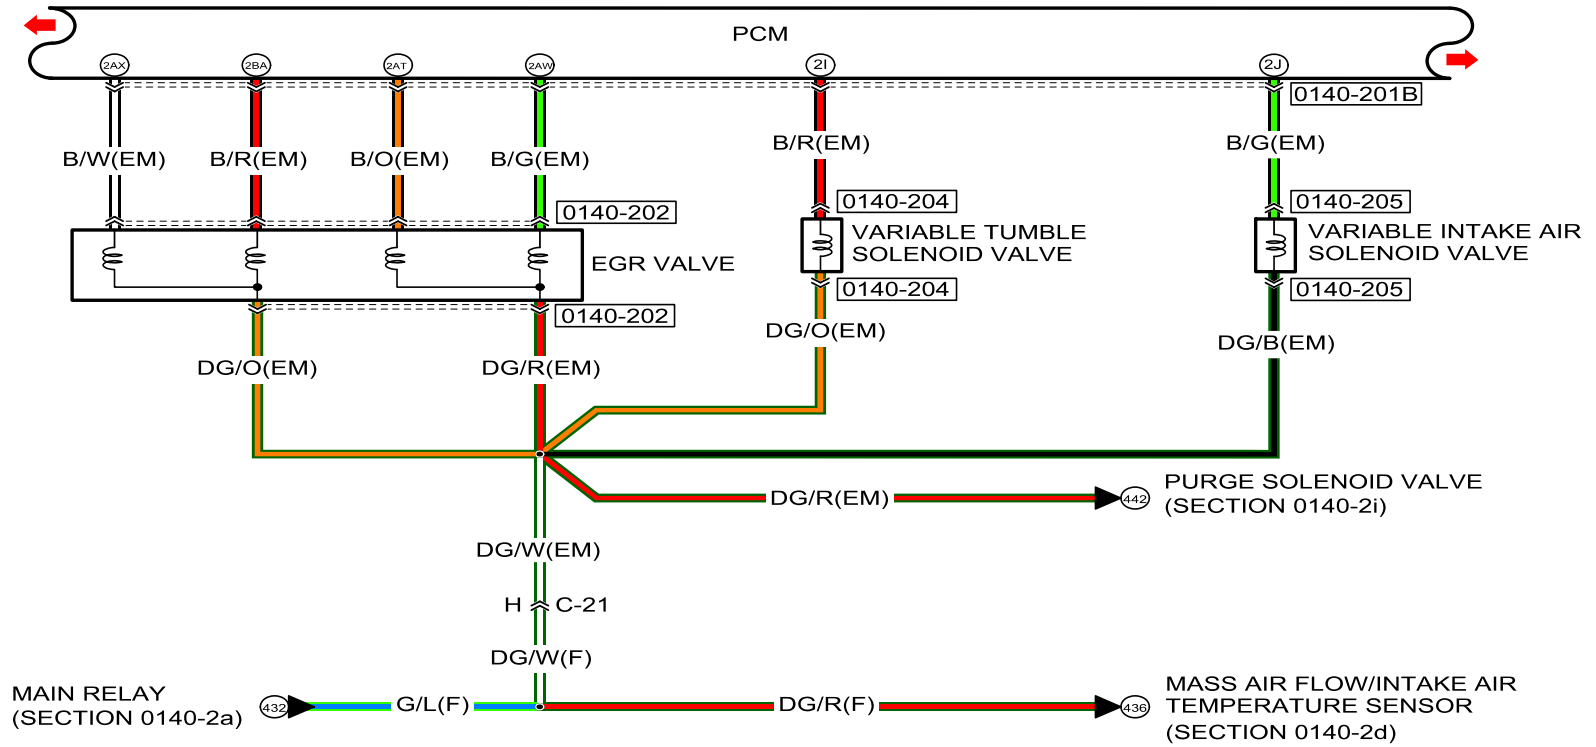 PCM
2AX
2BA
2AT
2AW
2I
2J
0140-201B
B/W(EM)
B/R(EM)
B/O(EM)
B/G(EM)
B/R(EM)
B/G(EM)
0140-202
0140-204
0140-205
EGR VALVE
VARIABLE TUMBLE
SOLENOID VALVE
VARIABLE INTAKE AIR
SOLENOID VALVE
0140-202
0140-204
0140-205
DG/O(EM)
DG/R(EM)
DG/O(EM)
DG/B(EM)
DG/R(EM)
442
PURGE SOLENOID VALVE
(SECTION 0140-2i)
DG/W(EM)
H
C-21
DG/W(F)
MAIN RELAY
(SECTION 0140-2a)
432
G/L(F)
DG/R(F)
436
MASS AIR FLOW/INTAKE AIR
TEMPERATURE SENSOR
(SECTION 0140-2d)